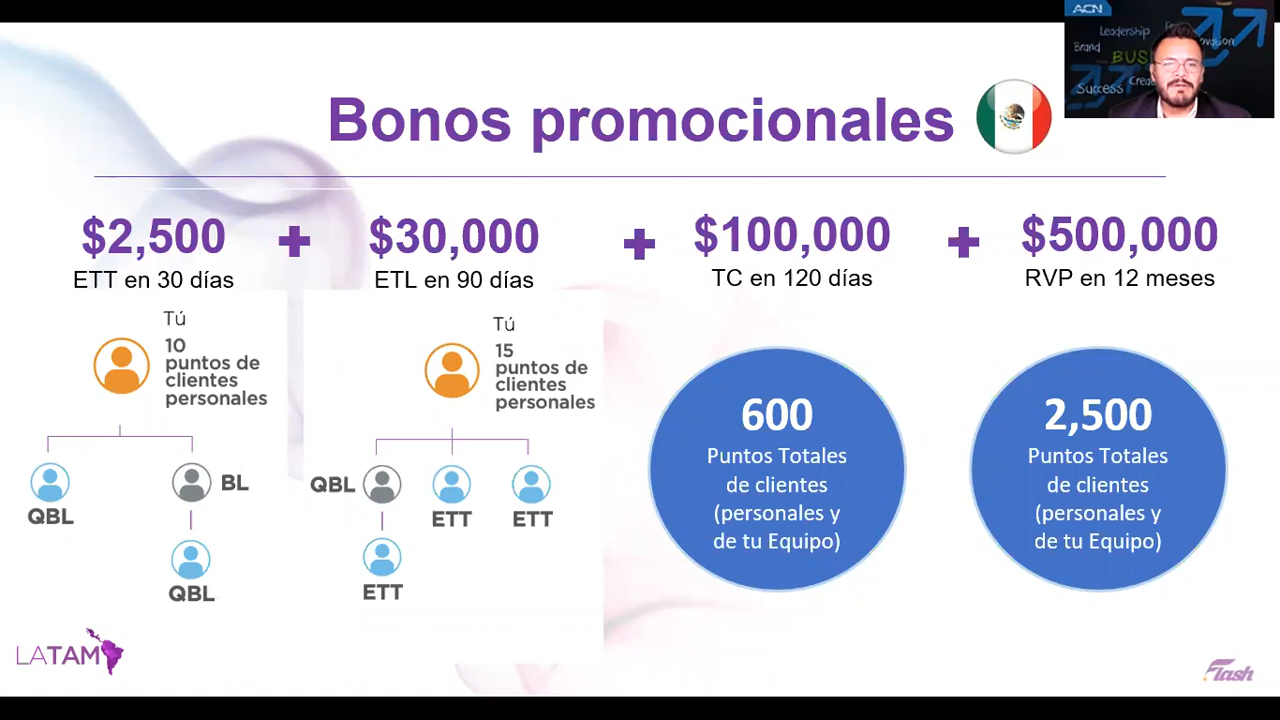 ACN
Leadership
Brand
Success
Bonos promocionales
$2,500 + $30,000 + $100,000 + $500,000
ETT en 30 días
ETL en 90 días
TC en 120 días
RVP en 12 meses
Tú
10
puntos de
clientes
personales
QBL
BL
QBL
Tú
15
puntos de
clientes
personales
QBL
ETT
ETT
ETT
600
Puntos Totales
de clientes
(personales y
de tu Equipo)
2,500
Puntos Totales
de clientes
(personales y
de tu Equipo)
LATAM
Flash